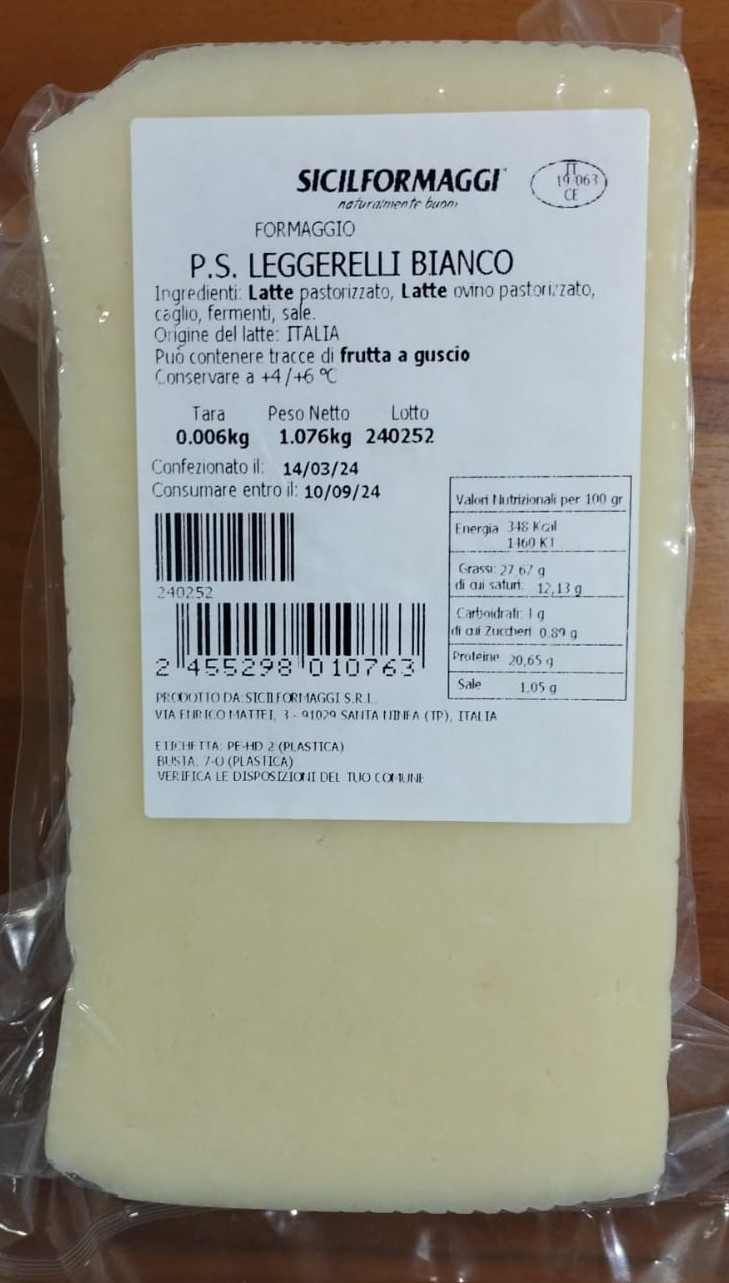 SICILFORMAGGI
naturalmente buoni
IT
19 063
CE
FORMAGGIO
P.S. LEGGERELLI BIANCO
Ingredienti: Latte pastorizzato, Latte ovino pastorizzato,
caglio, fermenti, sale.
Origine del latte: ITALIA
Può contenere tracce di frutta a guscio
Conservare a +4/+6 °C
Tara Peso Netto Lotto
0.006kg 1.076kg 240252
Confezionato il: 14/03/24
Consumare entro il: 10/09/24
240252
2 455298 010763
Valori Nutrizionali per 100 gr
Energia 348 Kcal
1460 KJ
Grassi: 27,67 g
di cui saturi: 12,13 g
Carboidrati: 1 g
di cui Zuccheri 0,89 g
Proteine 20,65 g
Sale 1,05 g
PRODOTTO DA:SICILFORMAGGI S.R.L.
VIA ENRICO MATTEI, 3 - 91029 SANTA NINFA (TP), ITALIA
ETICHETTA: PE-HD 2 (PLASTICA)
BUSTA: 7-O (PLASTICA)
VERIFICA LE DISPOSIZIONI DEL TUO COMUNE